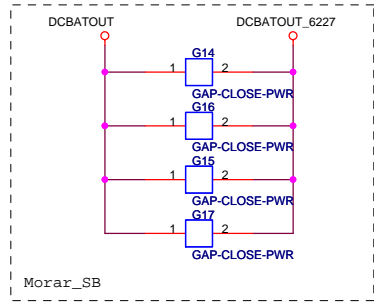 DCBATOUT DCBATOUT_6227
G14
1 2
GAP-CLOSE-PWR
G16
1 2
GAP-CLOSE-PWR
G15
1 2
GAP-CLOSE-PWR
G17
1 2
GAP-CLOSE-PWR
Morar_SB